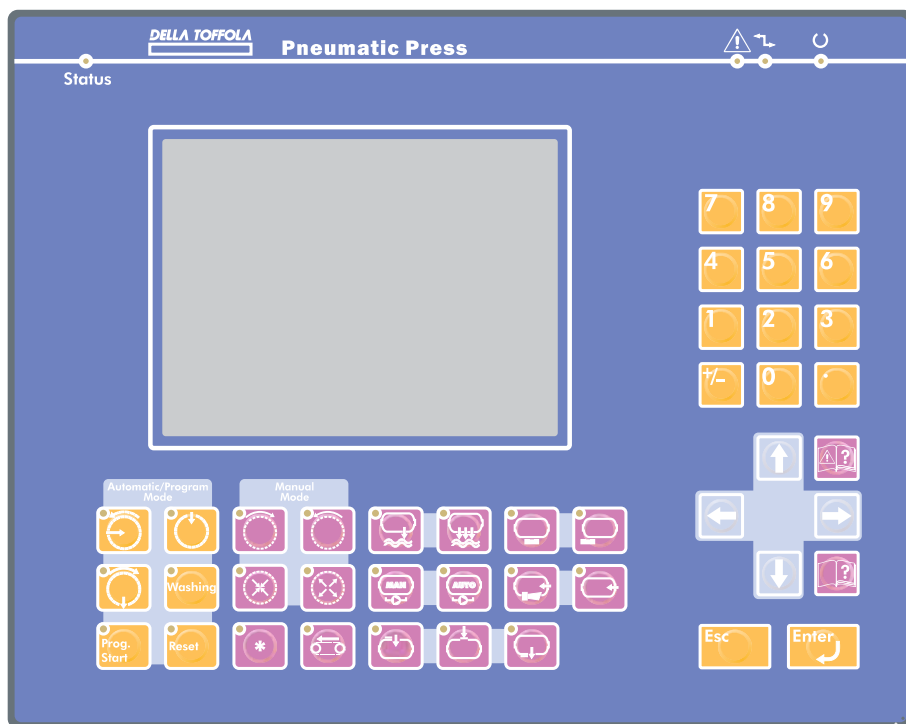 DELLA TOFFOLA
Pneumatic Press
Status
7 8 9
4 5 6
1 2 3
+/- 0 .
?
Automatic/Program
Mode
Manual
Mode
MAN AUTO
Washing
?
Prog.
Start
Reset
*
Esc
Enter